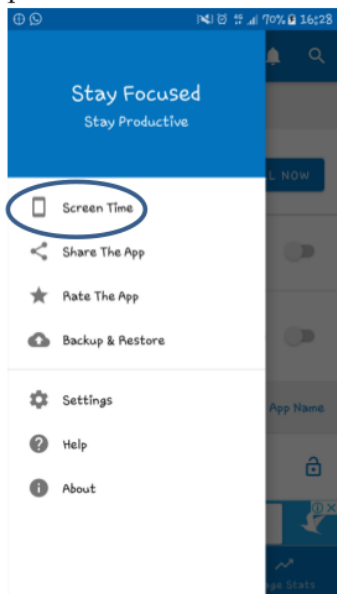 70% 16:28
Stay Focused
Stay Productive
L NOW
Screen Time
Share The App
Rate The App
Backup & Restore
Settings
App Name
Help
About
age Stats